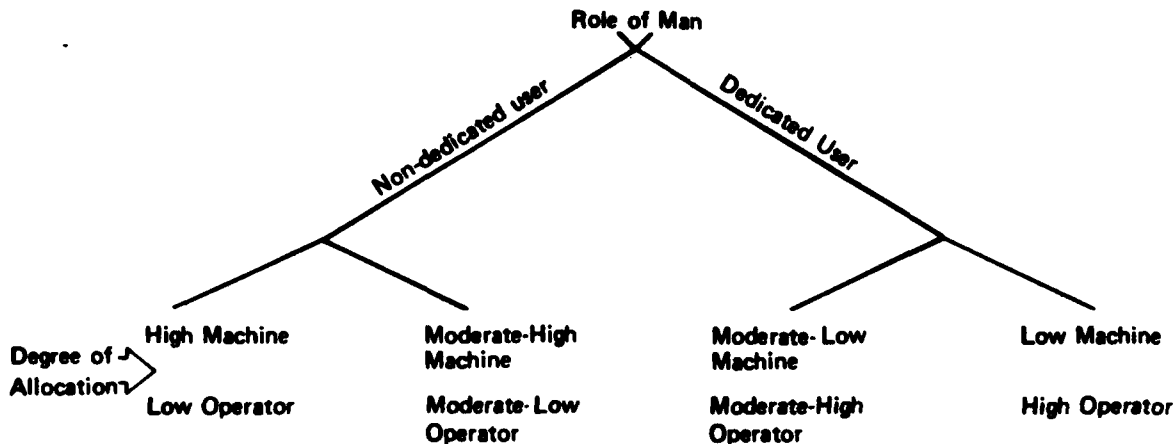 Role of Man
Non-dedicated user
Dedicated User
High Machine
Moderate-High
Machine
Moderate-Low
Machine
Low Machine
Degree of
Allocation
Low Operator
Moderate-Low
Operator
Moderate-High
Operator
High Operator